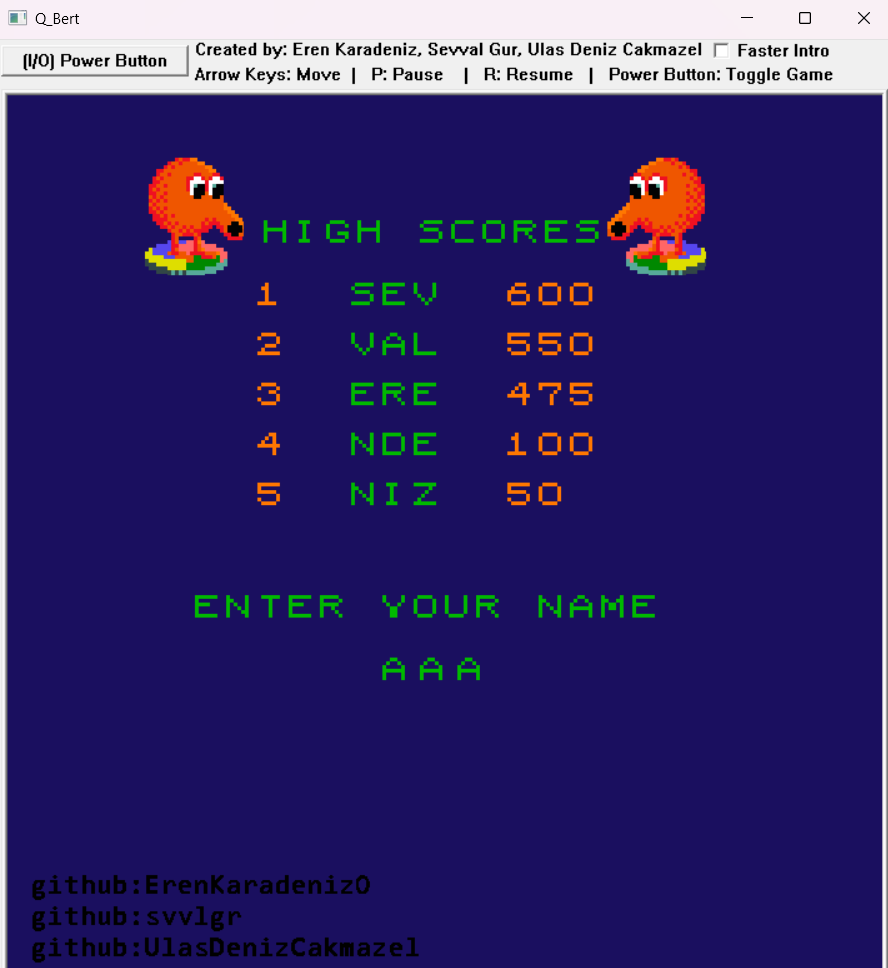 Q_Bert
(I/O) Power Button
Created by: Eren Karadeniz, Sevval Gur, Ulas Deniz Cakmazel Faster Intro
Arrow Keys: Move | P: Pause | R: Resume | Power Button: Toggle Game
HIGH SCORES
1 SEV 600
2 VAL 550
3 ERE 475
4 NDE 100
5 NIZ 50
ENTER YOUR NAME
AAA
github:ErenKaradenizO
github:svvlgr
github:UlasDenizCakmazel